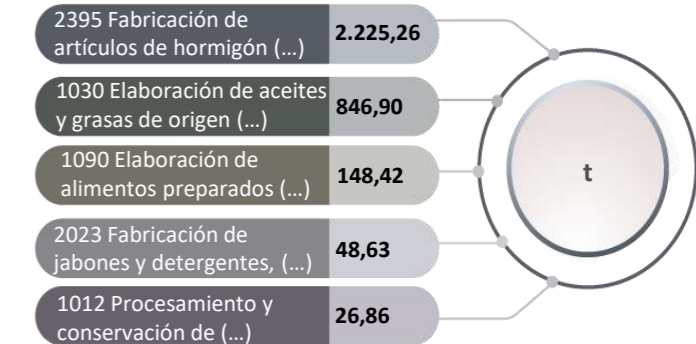 2395 Fabricación de
artículos de hormigón (...)
2.225,26
1030 Elaboración de aceites
y grasas de origen (...)
846,90
1090 Elaboración de
alimentos preparados (...)
148,42
2023 Fabricación de
jabones y detergentes, (...)
48,63
1012 Procesamiento y
conservación de (...)
26,86
t